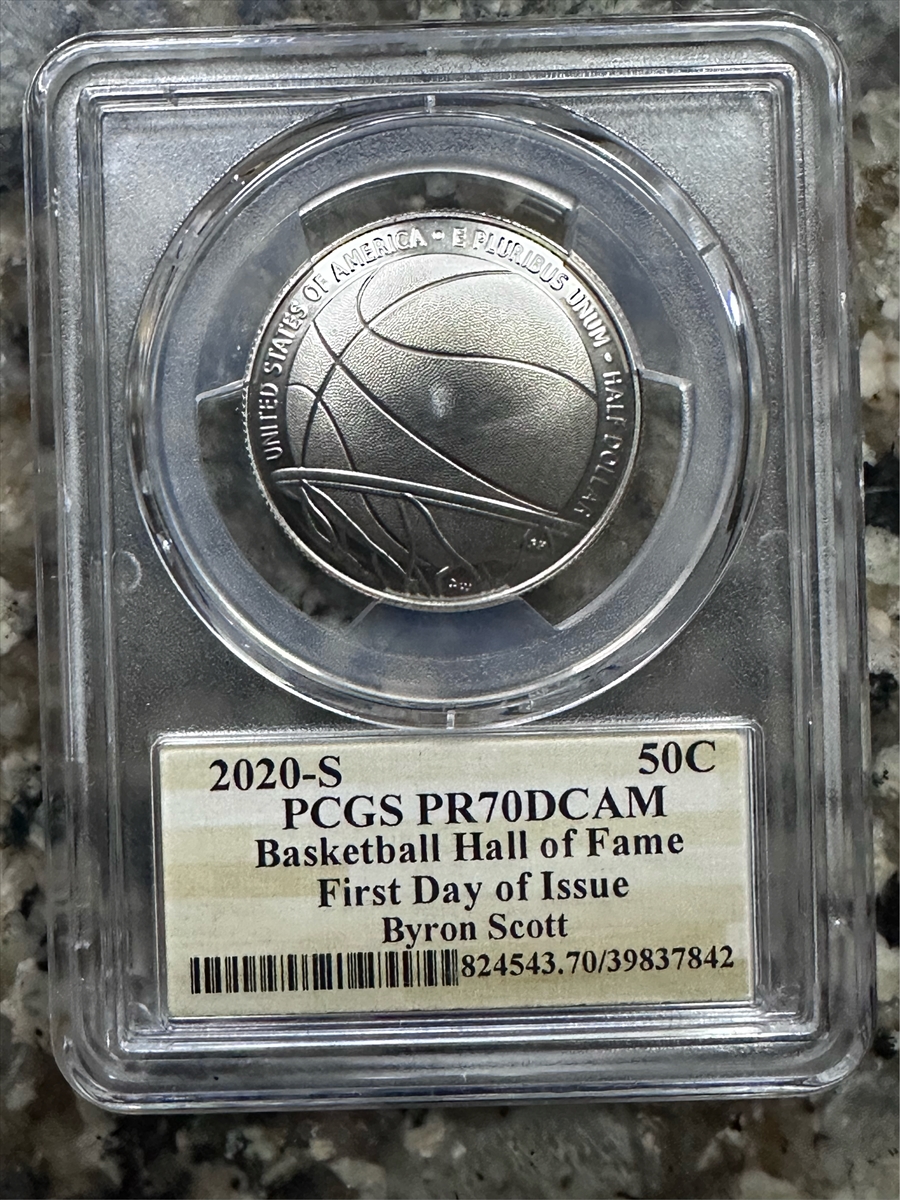 UNITED STATES OF AMERICA • E PLURIBUS UNUM • HALF DOLLAR
2020-S 50C
PCGS PR70DCAM
Basketball Hall of Fame
First Day of Issue
Byron Scott
824543.70/39837842